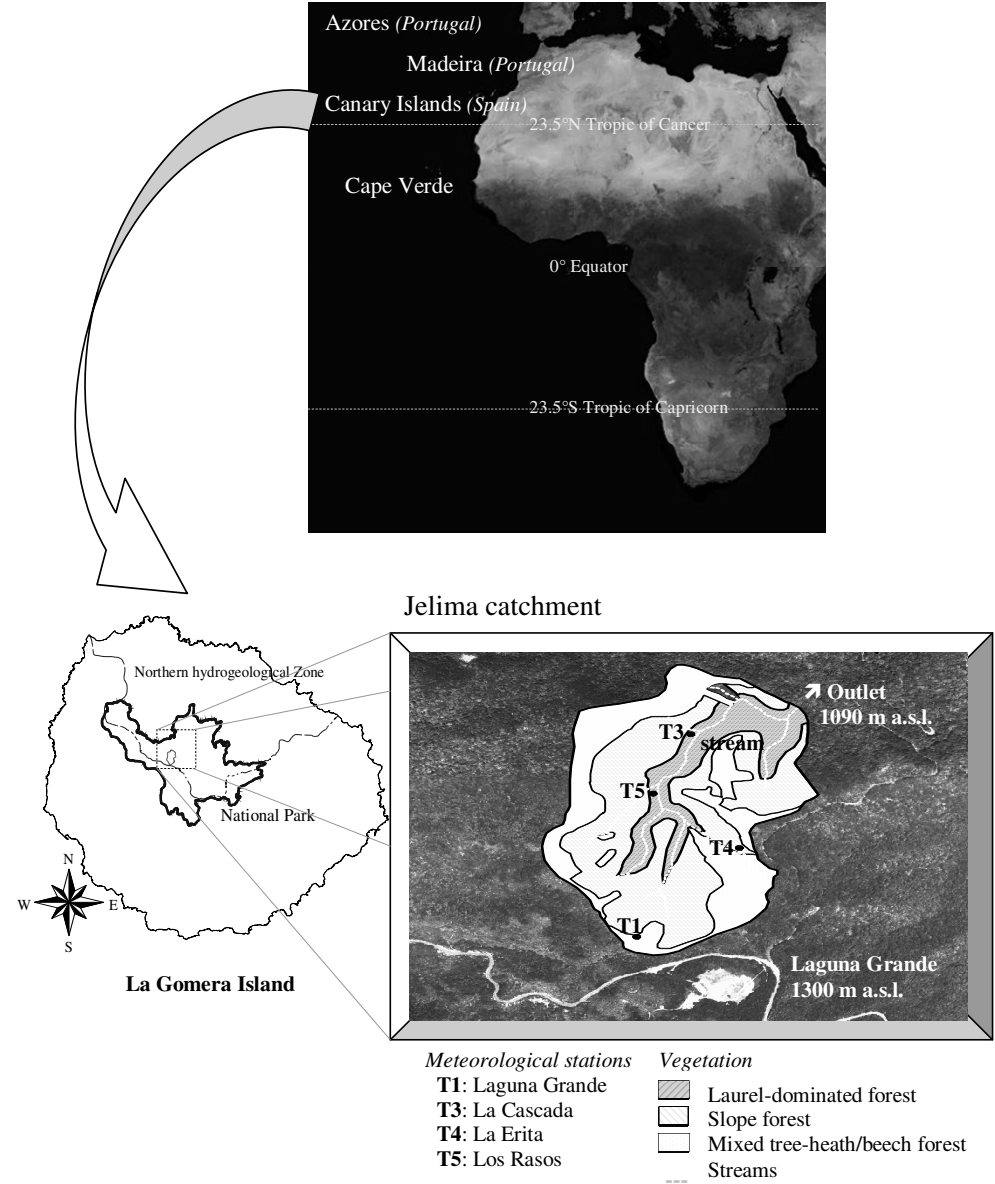 Azores (Portugal)
Madeira (Portugal)
Canary Islands (Spain)
23.5°N Tropic of Cancer
Cape Verde
0° Equator
23.5°S Tropic of Capricorn
Jelima catchment
Northern hydrogeological Zone
National Park
N
W
E
S
La Gomera Island
Outlet
1090 m a.s.l.
T3
stream
T5
T4
T1
Laguna Grande
1300 m a.s.l.
Meteorological stations
T1: Laguna Grande
T3: La Cascada
T4: La Erita
T5: Los Rasos
Vegetation
Laurel-dominated forest
Slope forest
Mixed tree-heath/beech forest
Streams